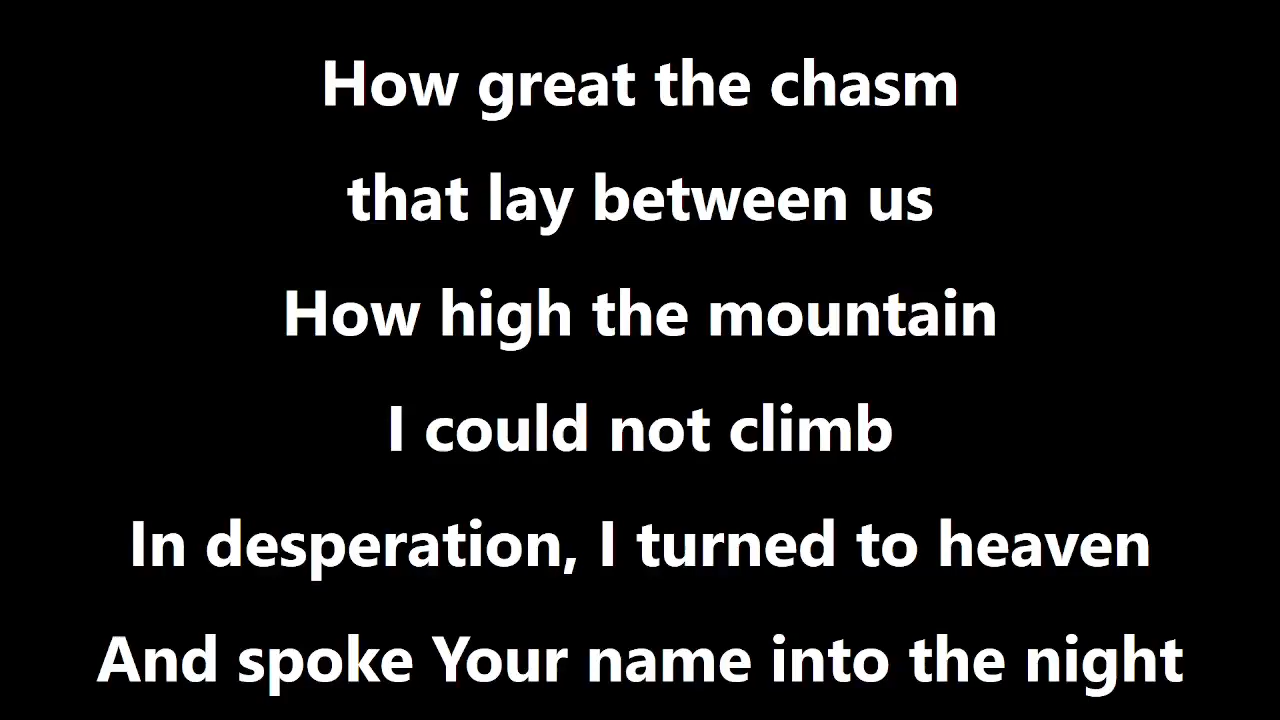 How great the chasm
that lay between us
How high the mountain
I could not climb
In desperation, I turned to heaven
And spoke Your name into the night